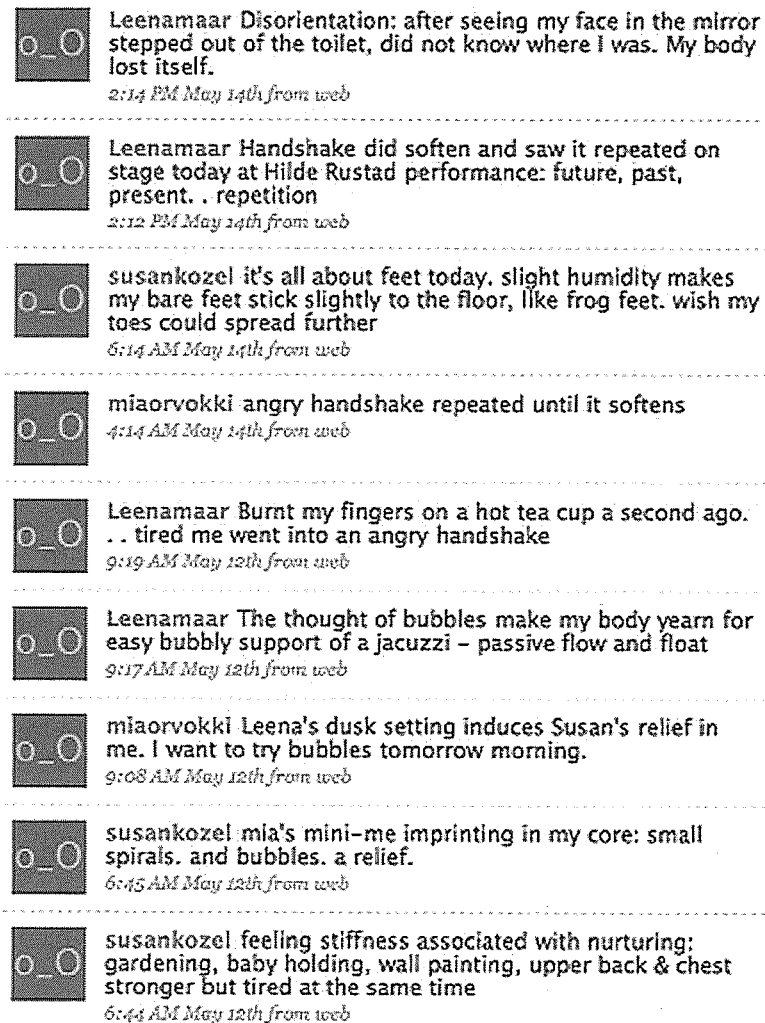 o_O
Leenamaar Disorientation: after seeing my face in the mirror
stepped out of the toilet, did not know where I was. My body
lost itself.
2:14 PM May 14th from web
o_O
Leenamaar Handshake did soften and saw it repeated on
stage today at Hilde Rustad performance: future, past,
present. . repetition
2:12 PM May 14th from web
o_O
susankozel it's all about feet today. slight humidity makes
my bare feet stick slightly to the floor, like frog feet. wish my
toes could spread further
6:14 AM May 14th from web
o_O
miaorvokki angry handshake repeated until it softens
4:14 AM May 14th from web
o_O
Leenamaar Burnt my fingers on a hot tea cup a second ago.
. . tired me went into an angry handshake
9:19 AM May 12th from web
o_O
Leenamaar The thought of bubbles make my body yearn for
easy bubbly support of a jacuzzi – passive flow and float
9:17 AM May 12th from web
o_O
miaorvokki Leena's dusk setting induces Susan's relief in
me. I want to try bubbles tomorrow morning.
9:08 AM May 12th from web
o_O
susankozel mia's mini-me imprinting in my core: small
spirals. and bubbles. a relief.
6:45 AM May 12th from web
o_O
susankozel feeling stiffness associated with nurturing:
gardening, baby holding, wall painting, upper back & chest
stronger but tired at the same time
6:44 AM May 12th from web